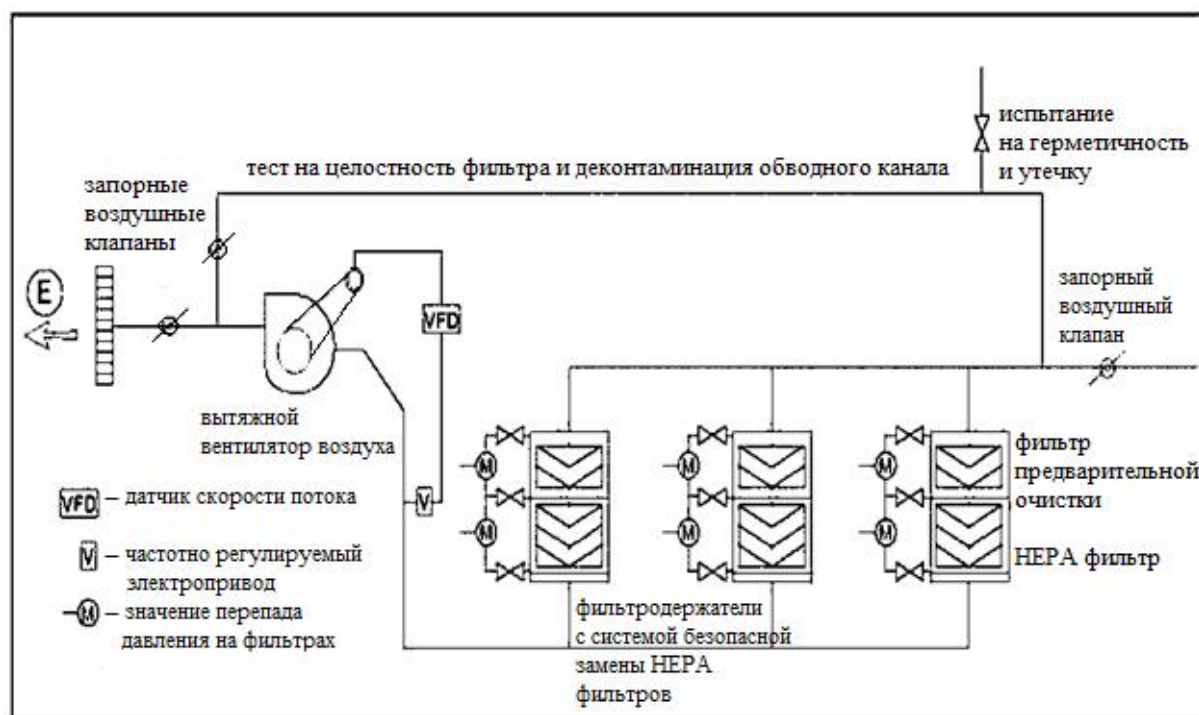 испытание
на герметичность
и утечку
тест на целостность фильтра и деконтаминация обводного канала
запорные
воздушные
клапаны
E
VFD
запорный
воздушный
клапан
вытяжной
вентилятор воздуха
фильтр
предварительной
очистки
M
M
M
VFD – датчик скорости потока
V
M
M
M
V – частотно регулируемый
электропривод
HEPA фильтр
M – значение перепада
давления на фильтрах
фильтродержатели
с системой безопасной
замены HEPA
фильтров